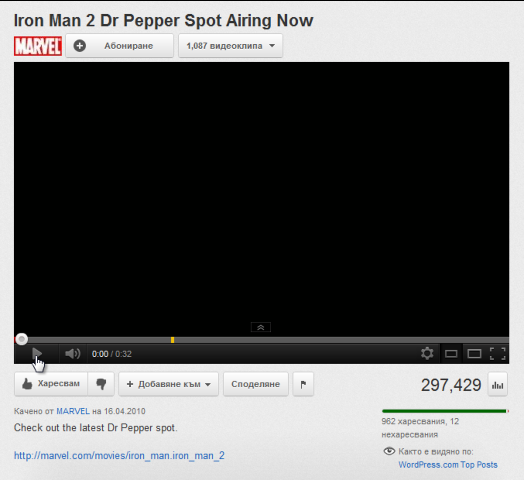 Iron Man 2 Dr Pepper Spot Airing Now
MARVEL Абониране 1,087 видеоклипа
0:00 / 0:32
Харесвам + Добавяне към Споделяне 297,429
Качено от MARVEL на 16.04.2010
Check out the latest Dr Pepper spot.
http://marvel.com/movies/iron_man.iron_man_2
962 харесвания, 12
нехаресвания
Както е видяно по:
WordPress.com Top Posts